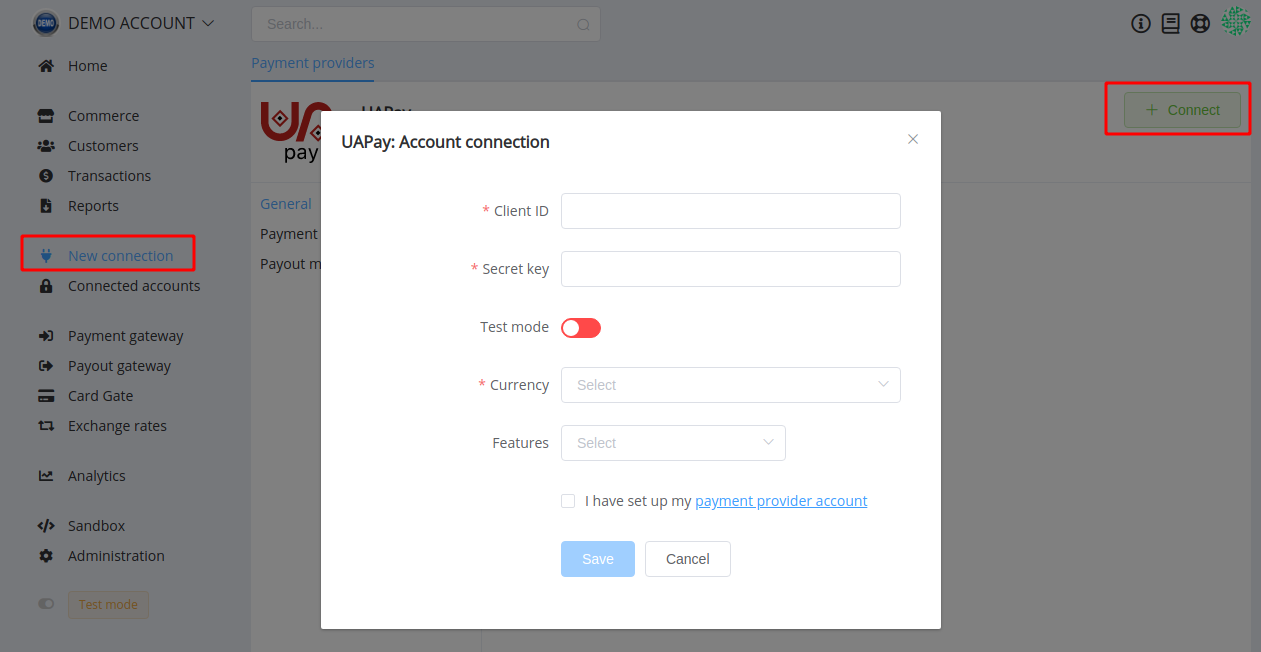 DEMO
DEMO ACCOUNT
Search...
Home
Commerce
Customers
Transactions
Reports
New connection
Connected accounts
Payment gateway
Payout gateway
Card Gate
Exchange rates
Analytics
Sandbox
Administration
Test mode
Payment providers
UAPay
pay
+ Connect
General
Payment
Payout m
UAPay: Account connection
* Client ID
* Secret key
Test mode
* Currency
Select
Features
Select
I have set up my payment provider account
Save
Cancel